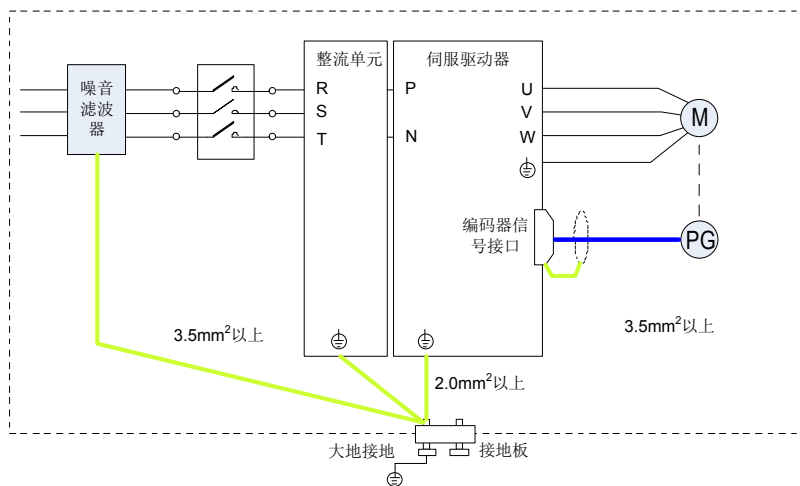 整流单元
伺服驱动器
噪音
滤波
器
R
S
T
P
N
U
V
W
M
编码器信
号接口
PG
3.5mm²以上
3.5mm²以上
2.0mm²以上
大地接地
接地板